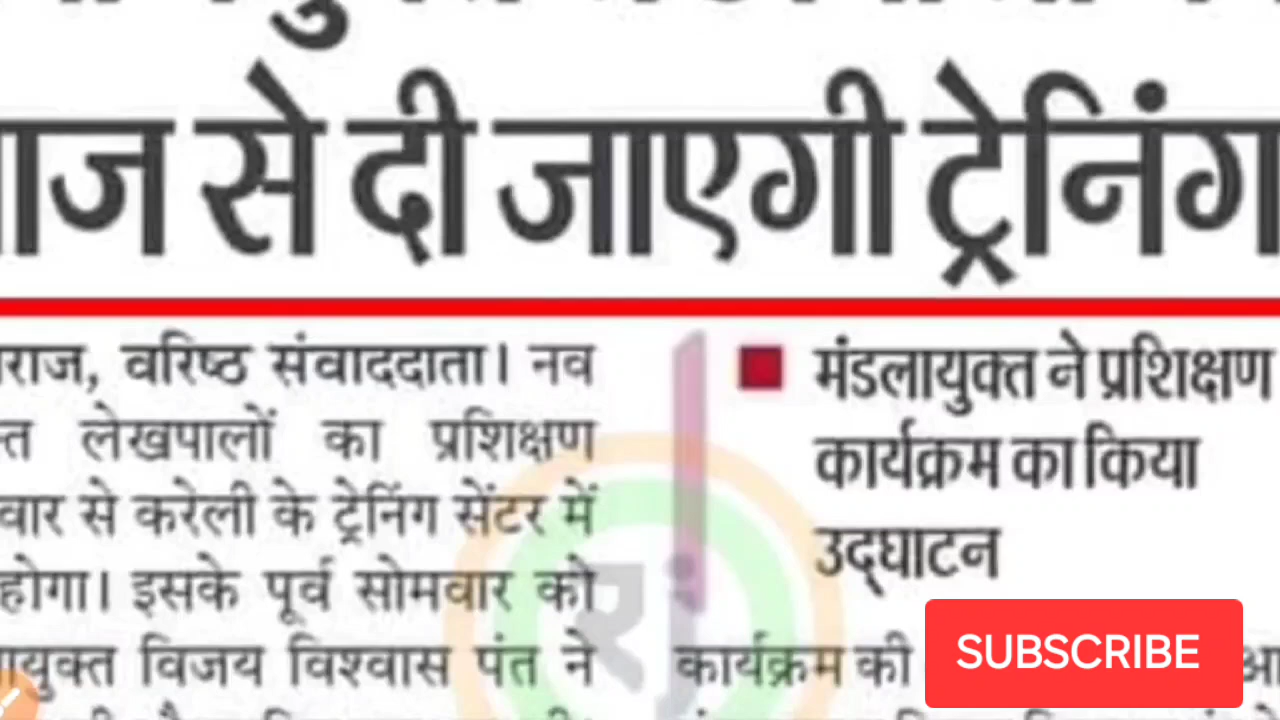 से दी जाएगी ट्रेनिंग
वरिष्ठ संवाददाता। नव
लेखपालों का प्रशिक्षण
से करेली के ट्रेनिंग सेंटर में
होगा। इसके पूर्व सोमवार को
विजय विश्वास पंत ने
मंडलायुक्त ने प्रशिक्षण
कार्यक्रम का किया
उद्घाटन
कार्यक्रम की
SUBSCRIBE